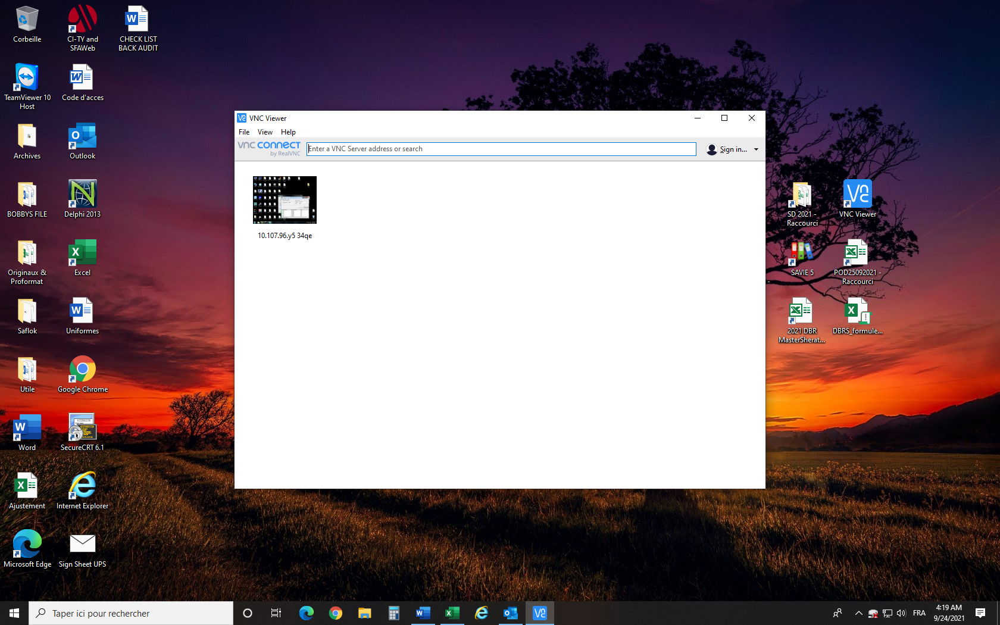 Corbeille
CI-TY and
SFAWeb
CHECK LIST
BACK AUDIT
TeamViewer 10
Host
Code d'acces
Archives
Outlook
BOBBYS FILE
Delphi 2013
Originaux &
Proformat
Excel
Saflok
Uniformes
Utile
Google Chrome
Word
SecureCRT 6.1
Ajustement
Internet Explorer
Microsoft Edge
Sign Sheet UPS
VNC Viewer
File View Help
vnc connect
by RealVNC
Enter a VNC Server address or search
Sign in...
10.107.96.y5 34qe
SD 2021 -
Raccourci
VNC Viewer
SAVIE 5
POD25092021 -
Raccourci
2021 DBR
MasterSherat...
DBRS_formule...
Taper ici pour rechercher
FRA
4:19 AM
9/24/2021